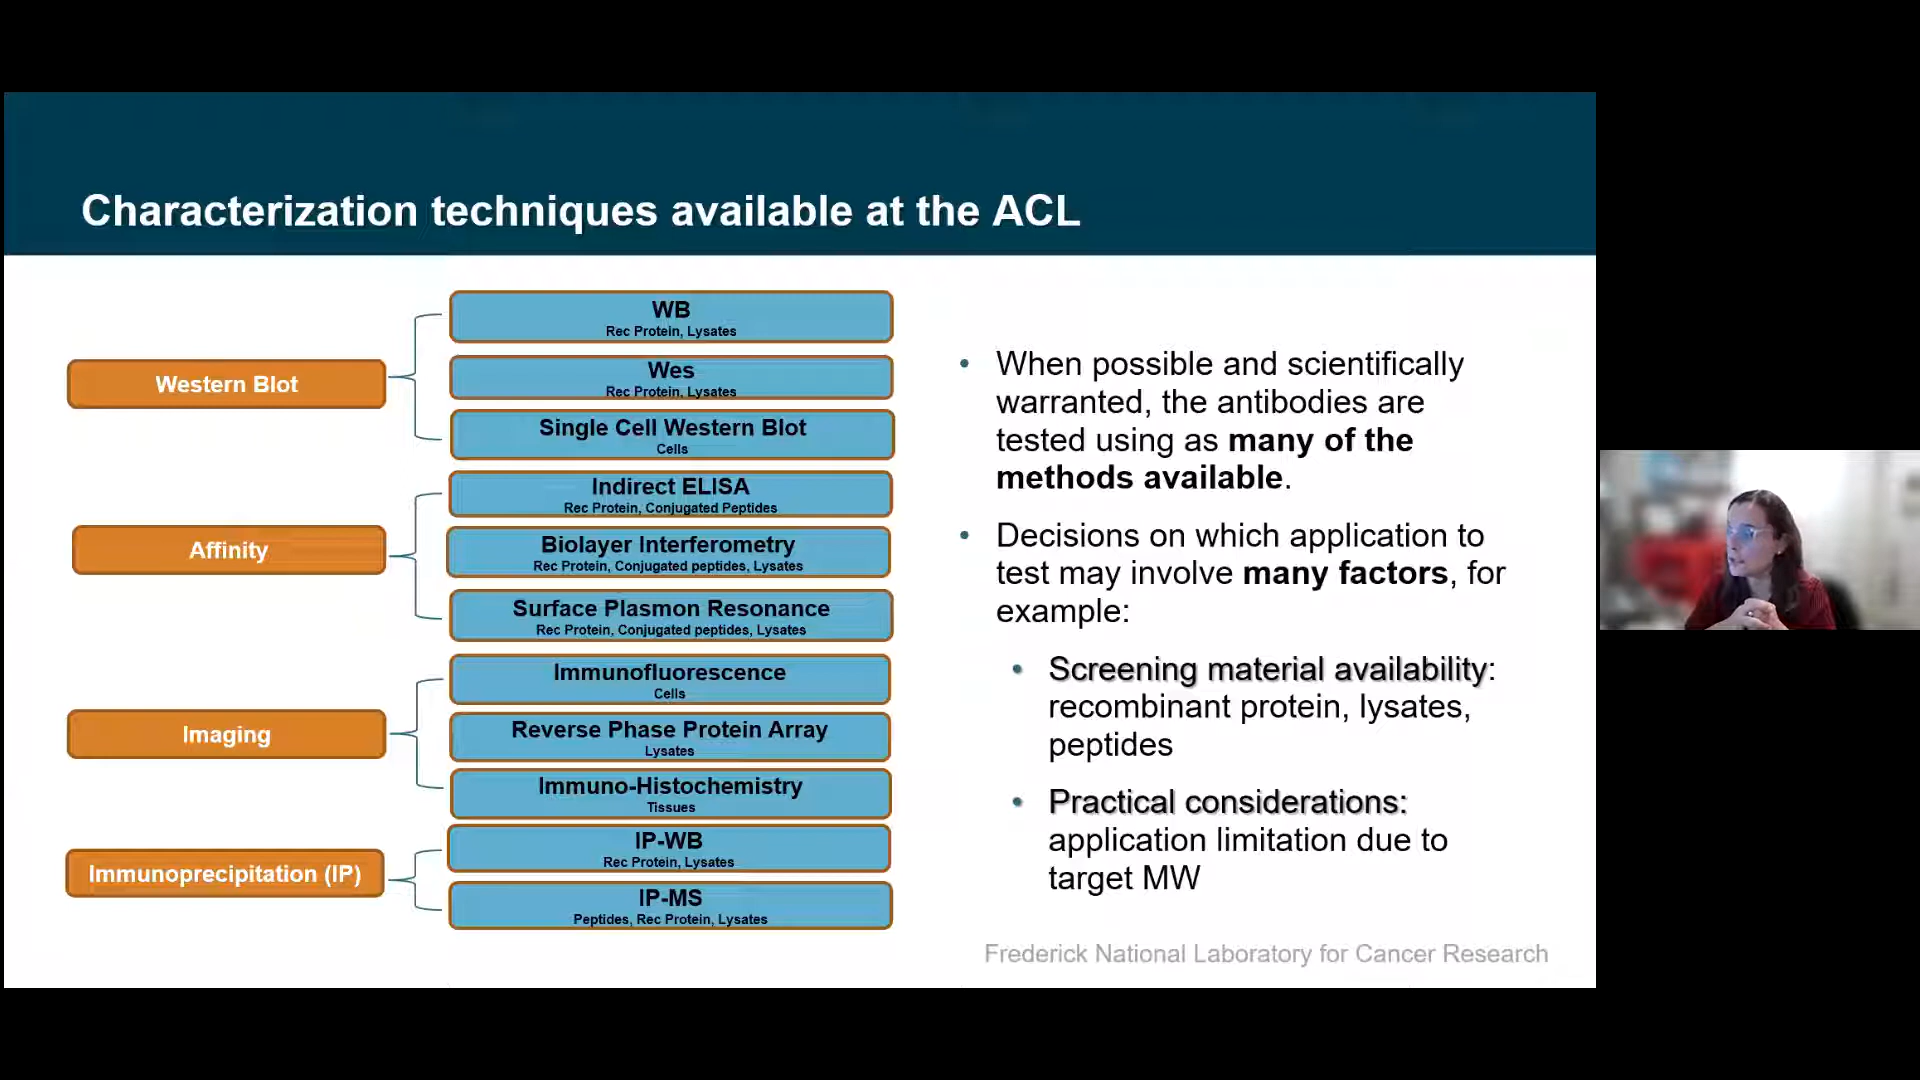 Characterization techniques available at the ACL
Western Blot
WB
Rec Protein, Lysates
Wes
Rec Protein, Lysates
Single Cell Western Blot
Cells
Affinity
Indirect ELISA
Rec Protein, Conjugated Peptides
Biolayer Interferometry
Rec Protein, Conjugated peptides, Lysates
Surface Plasmon Resonance
Rec Protein, Conjugated peptides, Lysates
Imaging
Immunofluorescence
Cells
Reverse Phase Protein Array
Lysates
Immuno-Histochemistry
Tissues
Immunoprecipitation (IP)
IP-WB
Rec Protein, Lysates
IP-MS
Peptides, Rec Protein, Lysates
• When possible and scientifically
warranted, the antibodies are
tested using as many of the
methods available.
• Decisions on which application to
test may involve many factors, for
example:
• Screening material availability:
recombinant protein, lysates,
peptides
• Practical considerations:
application limitation due to
target MW
Frederick National Laboratory for Cancer Research